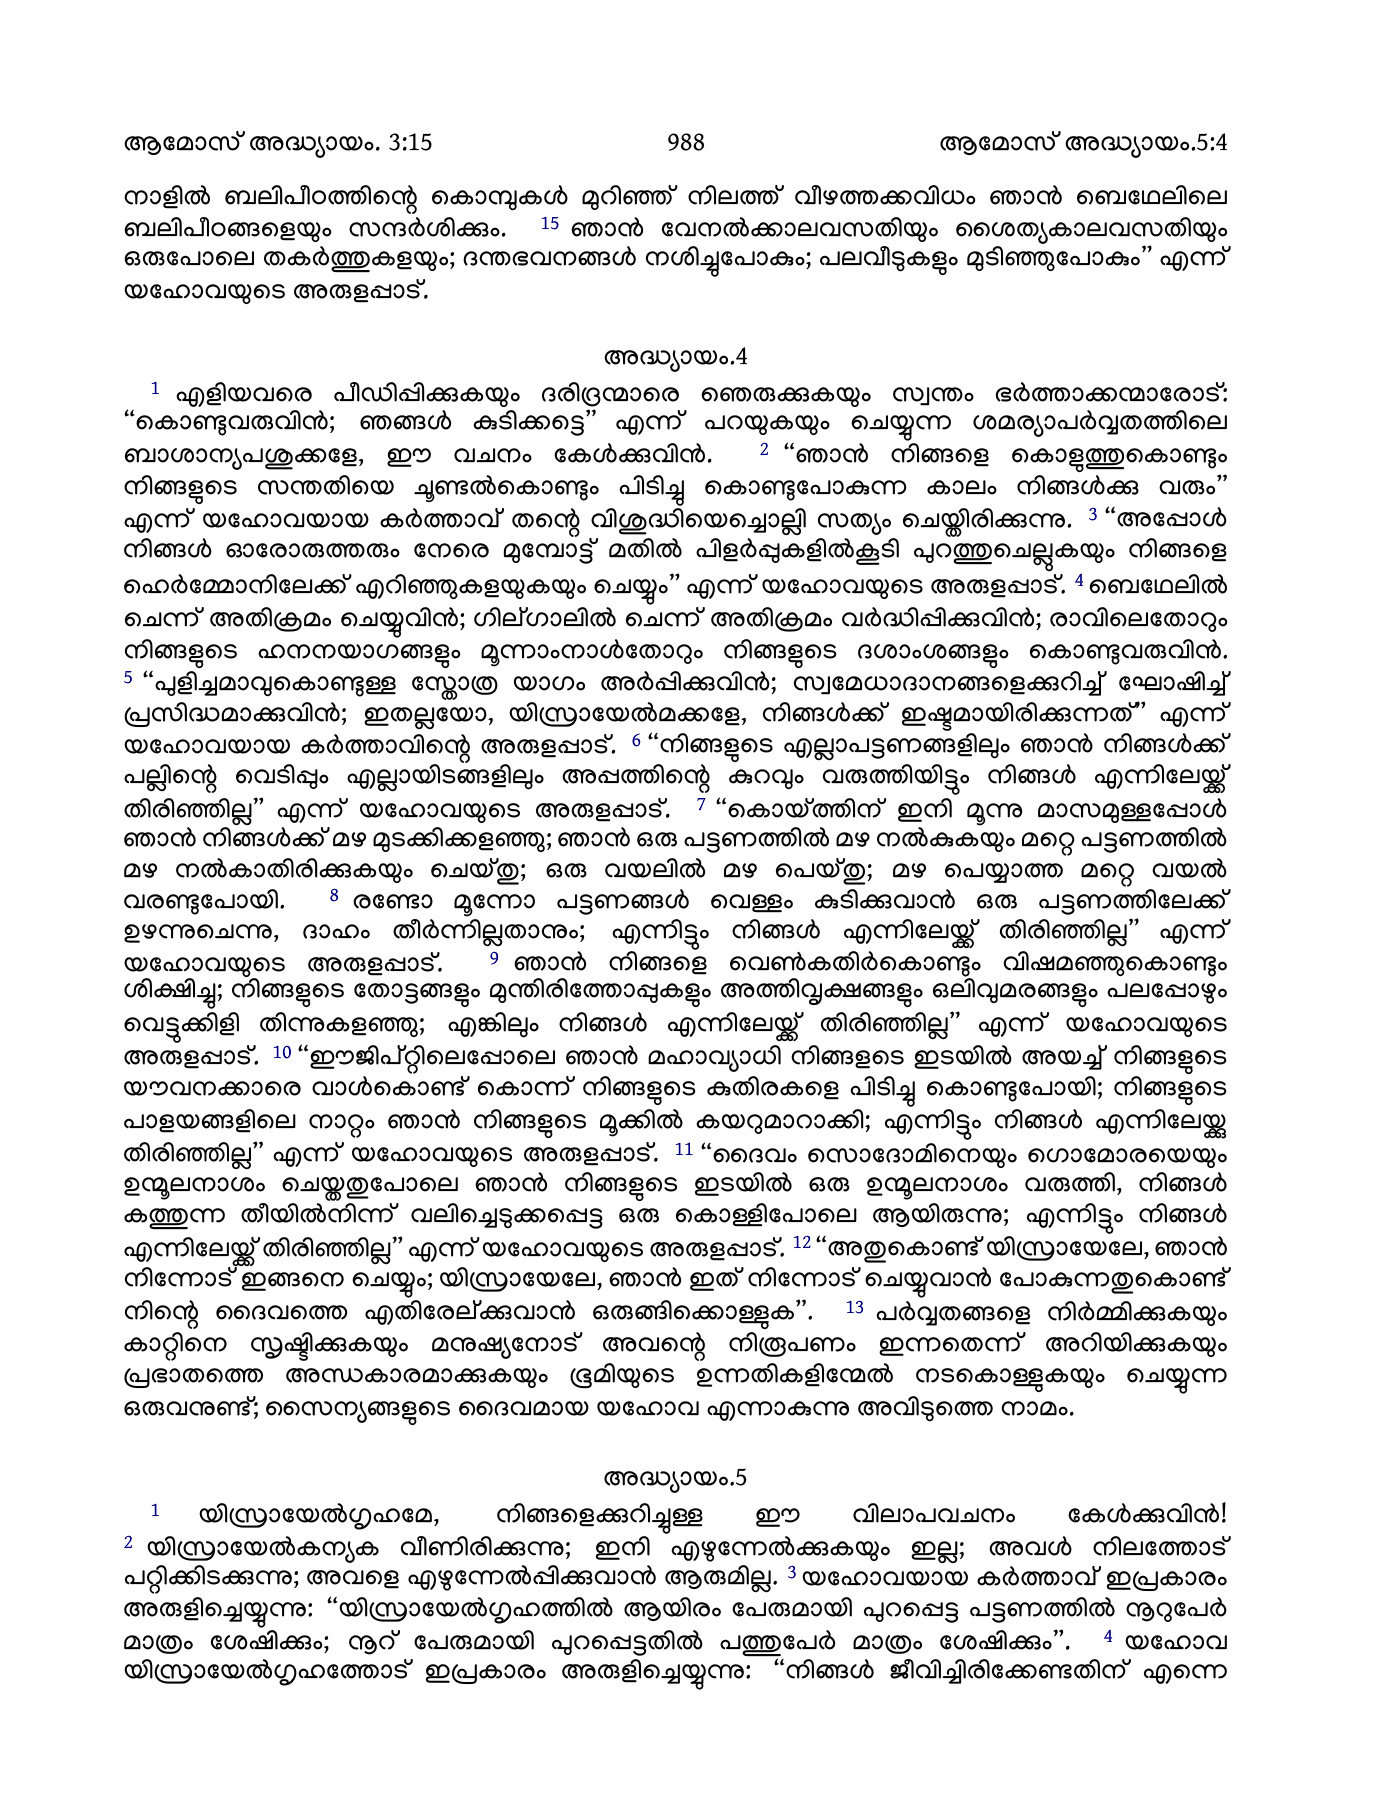 ആമോസ് അദ്ധ്യായം. 3:15 988 ആമോസ് അദ്ധ്യായം.5:4
നാളിൽ ബലിപീഠത്തിന്റെ കൊമ്പുകൾ മുറിഞ്ഞ് നിലത്ത് വീഴത്തക്കവിധം ഞാൻ ബെഥേലിലെ
ബലിപീഠങ്ങളെയും സന്ദർശിക്കും. 15 ഞാൻ വേനൽക്കാലവസതിയും ശൈത്യകാലവസതിയും
ഒരുപോലെ തകർത്തുകളയും; ദന്തഭവനങ്ങൾ നശിച്ചുപോകും; പലവീടുകളും മുടിഞ്ഞുപോകും” എന്ന്
യഹോവയുടെ അരുളപ്പാട്.
അദ്ധ്യായം.4
1 എളിയവരെ പീഡിപ്പിക്കുകയും ദരിദ്രന്മാരെ ഞെരുക്കുകയും സ്വന്തം ഭർത്താക്കന്മാരോട്:
“കൊണ്ടുവരുവിൻ; ഞങ്ങൾ കുടിക്കട്ടെ” എന്ന് പറയുകയും ചെയ്യുന്ന ശമര്യാപർവ്വതത്തിലെ
ബാശാന്യപശുക്കളേ, ഈ വചനം കേൾക്കുവിൻ. 2 “ഞാൻ നിങ്ങളെ കൊളുത്തുകൊണ്ടും
നിങ്ങളുടെ സന്തതിയെ ചൂണ്ടൽകൊണ്ടും പിടിച്ചു കൊണ്ടുപോകുന്ന കാലം നിങ്ങൾക്കു വരും”
എന്ന് യഹോവയായ കർത്താവ് തന്റെ വിശുദ്ധിയെച്ചൊല്ലി സത്യം ചെയ്തിരിക്കുന്നു. 3 “അപ്പോൾ
നിങ്ങൾ ഓരോരുത്തരും നേരെ മുമ്പോട്ട് മതിൽ പിളർപ്പുകളിൽകൂടി പുറത്തുചെല്ലുകയും നിങ്ങളെ
ഹെർമ്മോനിലേക്ക് എറിഞ്ഞുകളയുകയും ചെയ്യും” എന്ന് യഹോവയുടെ അരുളപ്പാട്. 4 ബെഥേലിൽ
ചെന്ന് അതിക്രമം ചെയ്യുവിൻ; ഗില്ഗാലിൽ ചെന്ന് അതിക്രമം വർദ്ധിപ്പിക്കുവിൻ; രാവിലെതോറും
നിങ്ങളുടെ ഹനനയാഗങ്ങളും മൂന്നാംനാൾതോറും നിങ്ങളുടെ ദശാംശങ്ങളും കൊണ്ടുവരുവിൻ.
5 “പുളിച്ചമാവുകൊണ്ടുള്ള സ്തോത്ര യാഗം അർപ്പിക്കുവിൻ; സ്വമേധാദാനങ്ങളെക്കുറിച്ച് ഘോഷിച്ച്
പ്രസിദ്ധമാക്കുവിൻ; ഇതല്ലയോ, യിസ്രായേൽമക്കളേ, നിങ്ങൾക്ക് ഇഷ്ടമായിരിക്കുന്നത്” എന്ന്
യഹോവയായ കർത്താവിന്റെ അരുളപ്പാട്. 6 “നിങ്ങളുടെ എല്ലാപട്ടണങ്ങളിലും ഞാൻ നിങ്ങൾക്ക്
പല്ലിന്റെ വെടിപ്പും എല്ലായിടങ്ങളിലും അപ്പത്തിന്റെ കുറവും വരുത്തിയിട്ടും നിങ്ങൾ എന്നിലേയ്ക്ക്
തിരിഞ്ഞില്ല” എന്ന് യഹോവയുടെ അരുളപ്പാട്. 7 “കൊയ്ത്തിന് ഇനി മൂന്നു മാസമുള്ളപ്പോൾ
ഞാൻ നിങ്ങൾക്ക് മഴ മുടക്കിക്കളഞ്ഞു; ഞാൻ ഒരു പട്ടണത്തിൽ മഴ നൽകുകയും മറ്റെ പട്ടണത്തിൽ
മഴ നൽകാതിരിക്കുകയും ചെയ്തു; ഒരു വയലിൽ മഴ പെയ്തു; മഴ പെയ്യാത്ത മറ്റെ വയൽ
വരണ്ടുപോയി. 8 രണ്ടോ മൂന്നോ പട്ടണങ്ങൾ വെള്ളം കുടിക്കുവാൻ ഒരു പട്ടണത്തിലേക്ക്
ഉഴന്നുചെന്നു, ദാഹം തീർന്നില്ലതാനും; എന്നിട്ടും നിങ്ങൾ എന്നിലേയ്ക്ക് തിരിഞ്ഞില്ല” എന്ന്
യഹോവയുടെ അരുളപ്പാട്. 9 ഞാൻ നിങ്ങളെ വെൺകതിർകൊണ്ടും വിഷമഞ്ഞുകൊണ്ടും
ശിക്ഷിച്ചു; നിങ്ങളുടെ തോട്ടങ്ങളും മുന്തിരിത്തോപ്പുകളും അത്തിവൃക്ഷങ്ങളും ഒലിവുമരങ്ങളും പലപ്പോഴും
വെട്ടുക്കിളി തിന്നുകളഞ്ഞു; എങ്കിലും നിങ്ങൾ എന്നിലേയ്ക്ക് തിരിഞ്ഞില്ല” എന്ന് യഹോവയുടെ
അരുളപ്പാട്. 10 “ഈജിപ്റ്റിലെപ്പോലെ ഞാൻ മഹാവ്യാധി നിങ്ങളടെ ഇടയിൽ അയച്ച് നിങ്ങളുടെ
യൗവനക്കാരെ വാൾകൊണ്ട് കൊന്ന് നിങ്ങളുടെ കുതിരകളെ പിടിച്ചു കൊണ്ടുപോയി; നിങ്ങളുടെ
പാളയങ്ങളിലെ നാറ്റം ഞാൻ നിങ്ങളുടെ മൂക്കിൽ കയറുമാറാക്കി; എന്നിട്ടും നിങ്ങൾ എന്നിലേയ്ക്കു
തിരിഞ്ഞില്ല” എന്ന് യഹോവയുടെ അരുളപ്പാട്. 11 “ദൈവം സൊദോമിനെയും ഗൊമോരയെയും
ഉന്മൂലനാശം ചെയ്തതുപോലെ ഞാൻ നിങ്ങളുടെ ഇടയിൽ ഒരു ഉന്മൂലനാശം വരുത്തി, നിങ്ങൾ
കത്തുന്ന തീയിൽനിന്ന് വലിച്ചെടുക്കപ്പെട്ട ഒരു കൊള്ളിപോലെ ആയിരുന്നു; എന്നിട്ടും നിങ്ങൾ
എന്നിലേയ്ക്ക് തിരിഞ്ഞില്ല” എന്ന് യഹോവയുടെ അരുളപ്പാട്. 12 “അതുകൊണ്ട് യിസ്രായേലേ, ഞാൻ
നിന്നോട് ഇങ്ങനെ ചെയ്യും; യിസ്രായേലേ, ഞാൻ ഇത് നിന്നോട് ചെയ്യുവാൻ പോകുന്നതുകൊണ്ട്
നിന്റെ ദൈവത്തെ എതിരേല്ക്കുവാൻ ഒരുങ്ങിക്കൊള്ളുക”. 13 പർവ്വതങ്ങളെ നിർമ്മിക്കുകയും
കാറ്റിനെ സൃഷ്ടിക്കുകയും മനുഷ്യനോട് അവന്റെ നിരൂപണം ഇന്നതെന്ന് അറിയിക്കുകയും
പ്രഭാതത്തെ അന്ധകാരമാക്കുകയും ഭൂമിയുടെ ഉന്നതികളിന്മേൽ നടകൊള്ളുകയും ചെയ്യുന്ന
ഒരുവനുണ്ട്; സൈന്യങ്ങളുടെ ദൈവമായ യഹോവ എന്നാകുന്നു അവിടുത്തെ നാമം.
അദ്ധ്യായം.5
1 യിസ്രായേൽഗൃഹമേ, നിങ്ങളെക്കുറിച്ചുള്ള ഈ വിലാപവചനം കേൾക്കുവിൻ!
2 യിസ്രായേൽകന്യക വീണിരിക്കുന്നു; ഇനി എഴുന്നേൽക്കുകയും ഇല്ല; അവൾ നിലത്തോട്
പറ്റിക്കിടക്കുന്നു; അവളെ എഴുന്നേൽപ്പിക്കുവാൻ ആരുമില്ല. 3 യഹോവയായ കർത്താവ് ഇപ്രകാരം
അരുളിച്ചെയ്യുന്നു: “യിസ്രായേൽഗൃഹത്തിൽ ആയിരം പേരുമായി പുറപ്പെട്ട പട്ടണത്തിൽ നൂറുപേർ
മാത്രം ശേഷിക്കും; നൂറ് പേരുമായി പുറപ്പെട്ടതിൽ പത്തുപേർ മാത്രം ശേഷിക്കും”. 4 യഹോവ
യിസ്രായേൽഗൃഹത്തോട് ഇപ്രകാരം അരുളിച്ചെയ്യുന്നു: “നിങ്ങൾ ജീവിച്ചിരിക്കേണ്ടതിന് എന്നെ